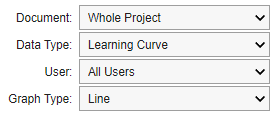 Document: Whole Project
Data Type: Learning Curve
User: All Users
Graph Type: Line